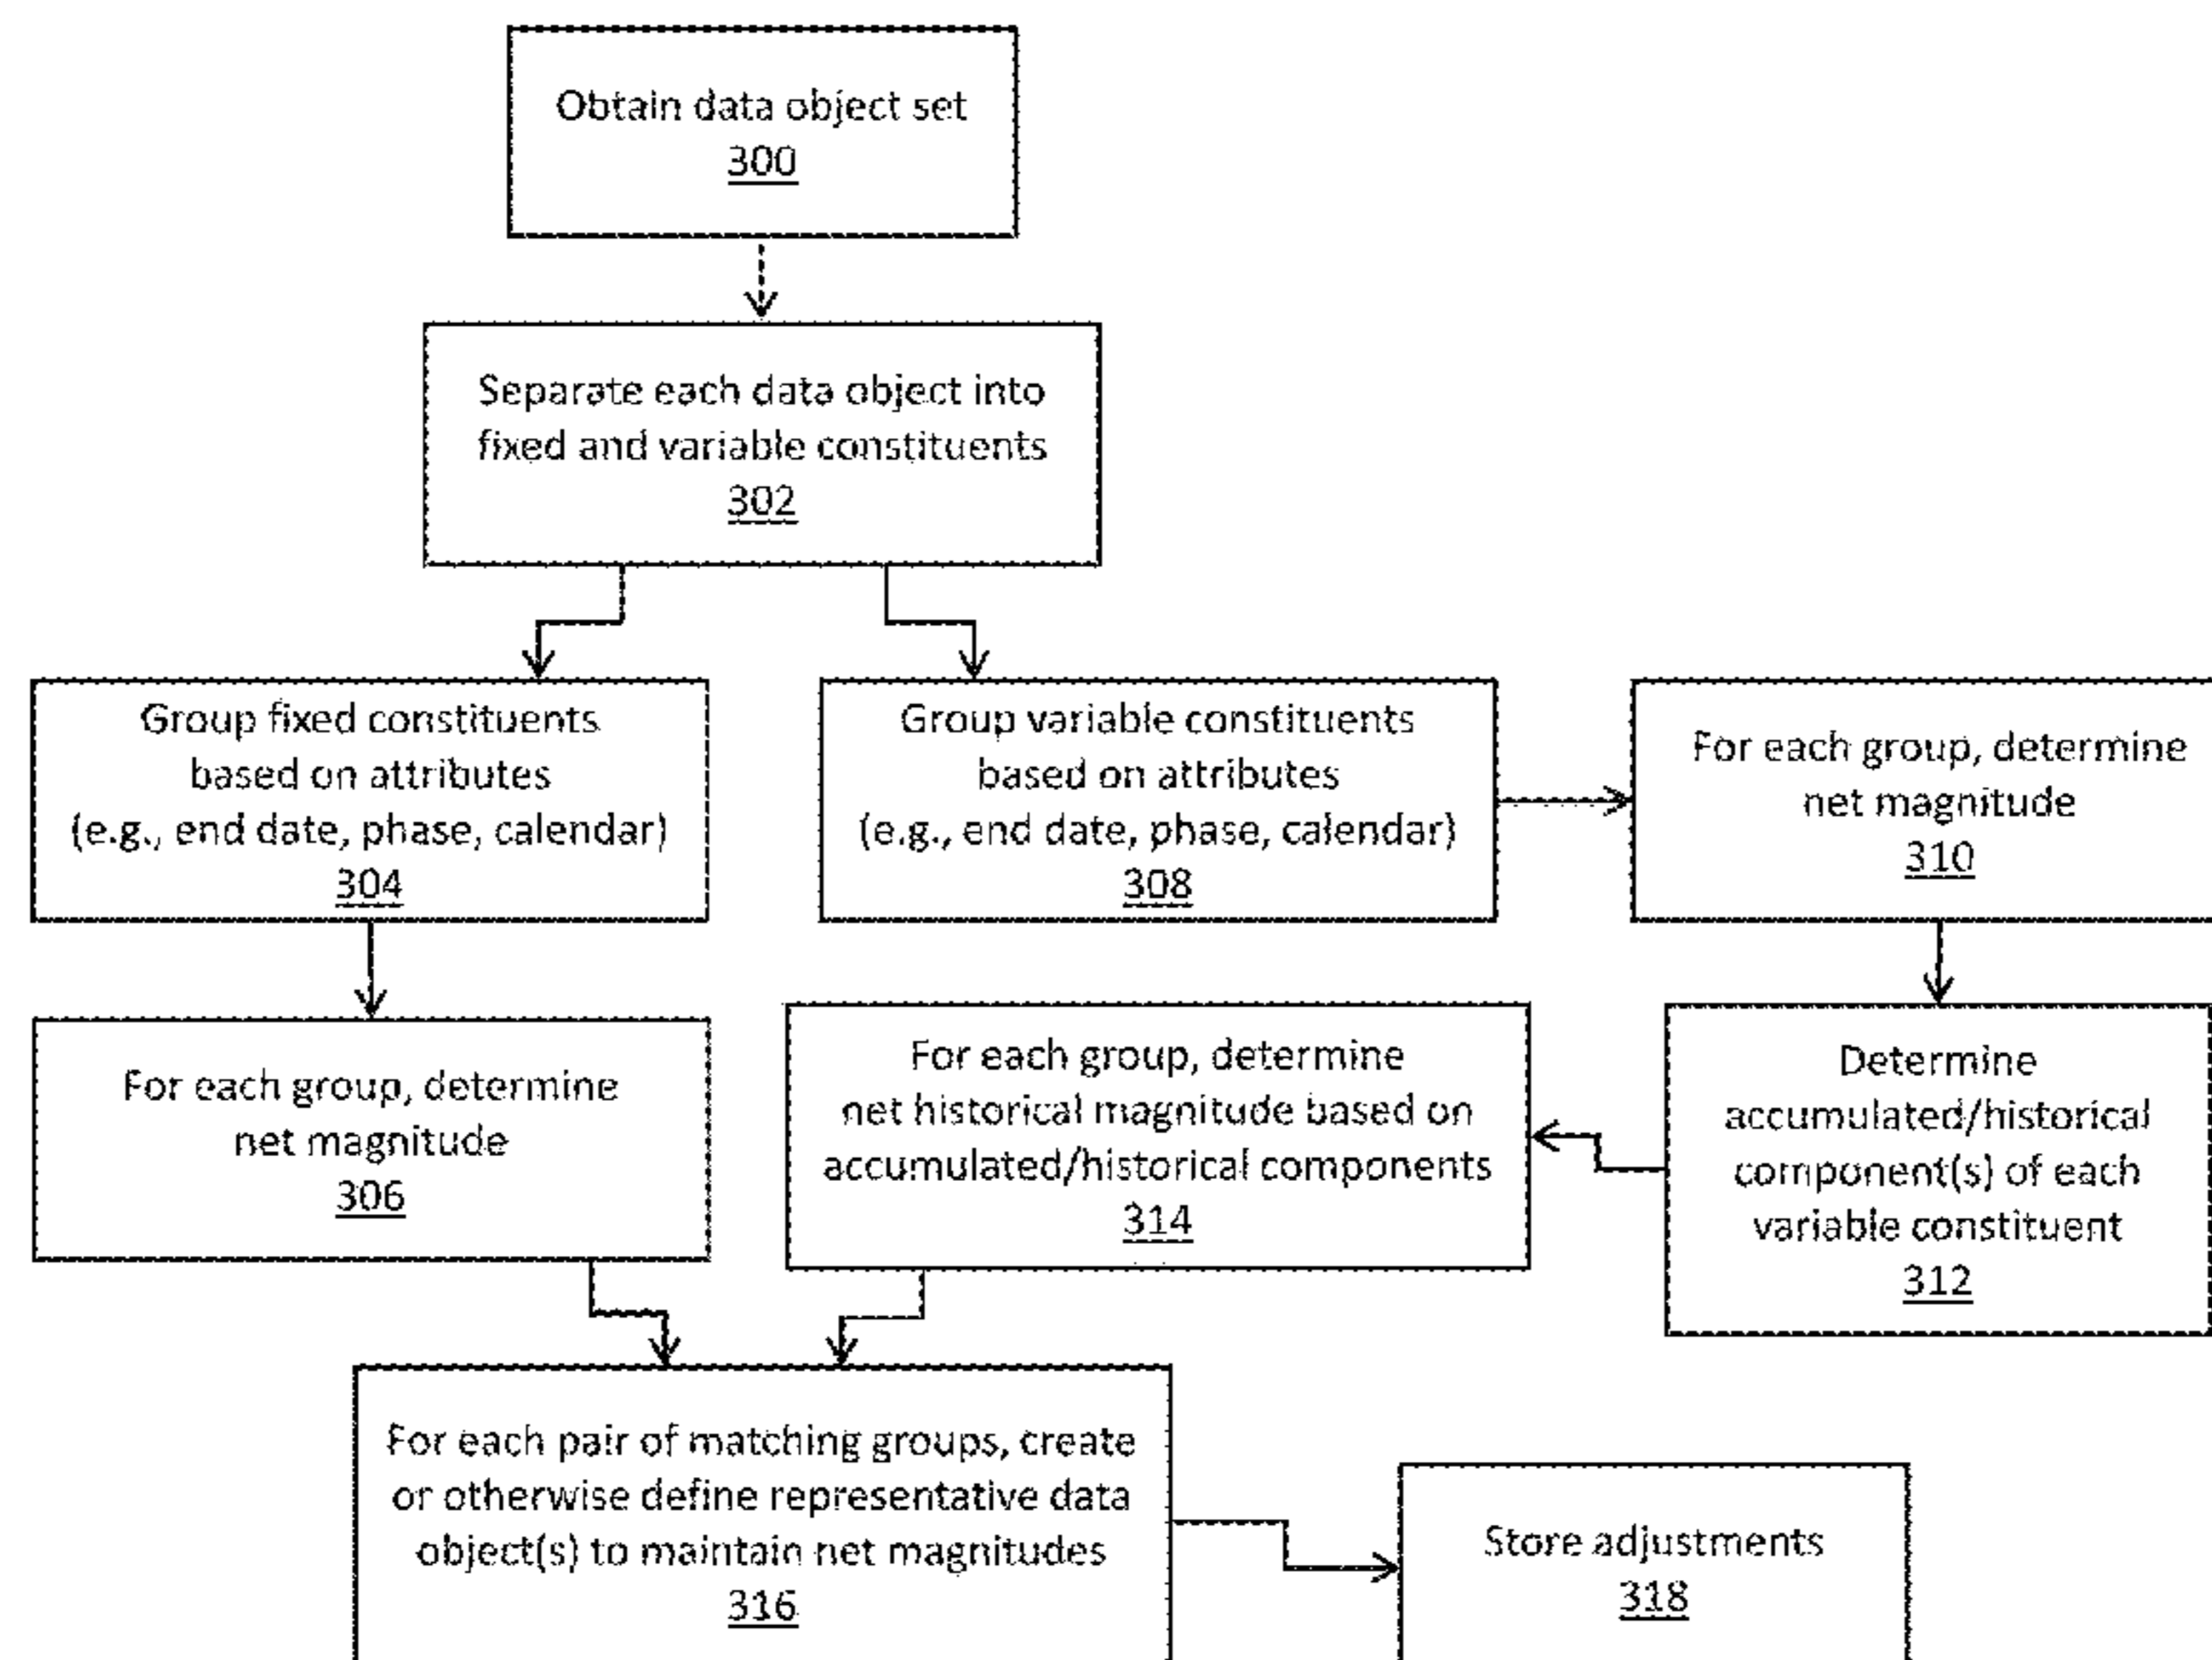 Obtain data object set
300
Separate each data object into
fixed and variable constituents
302
Group fixed constituents
based on attributes
(e.g., end date, phase, calendar)
304
Group variable constituents
based on attributes
(e.g., end date, phase, calendar)
308
For each group, determine
net magnitude
310
For each group, determine
net magnitude
306
For each group, determine
net historical magnitude based on
accumulated/historical components
314
Determine
accumulated/historical
component(s) of each
variable constituent
312
For each pair of matching groups, create
or otherwise define representative data
object(s) to maintain net magnitudes
316
Store adjustments
318